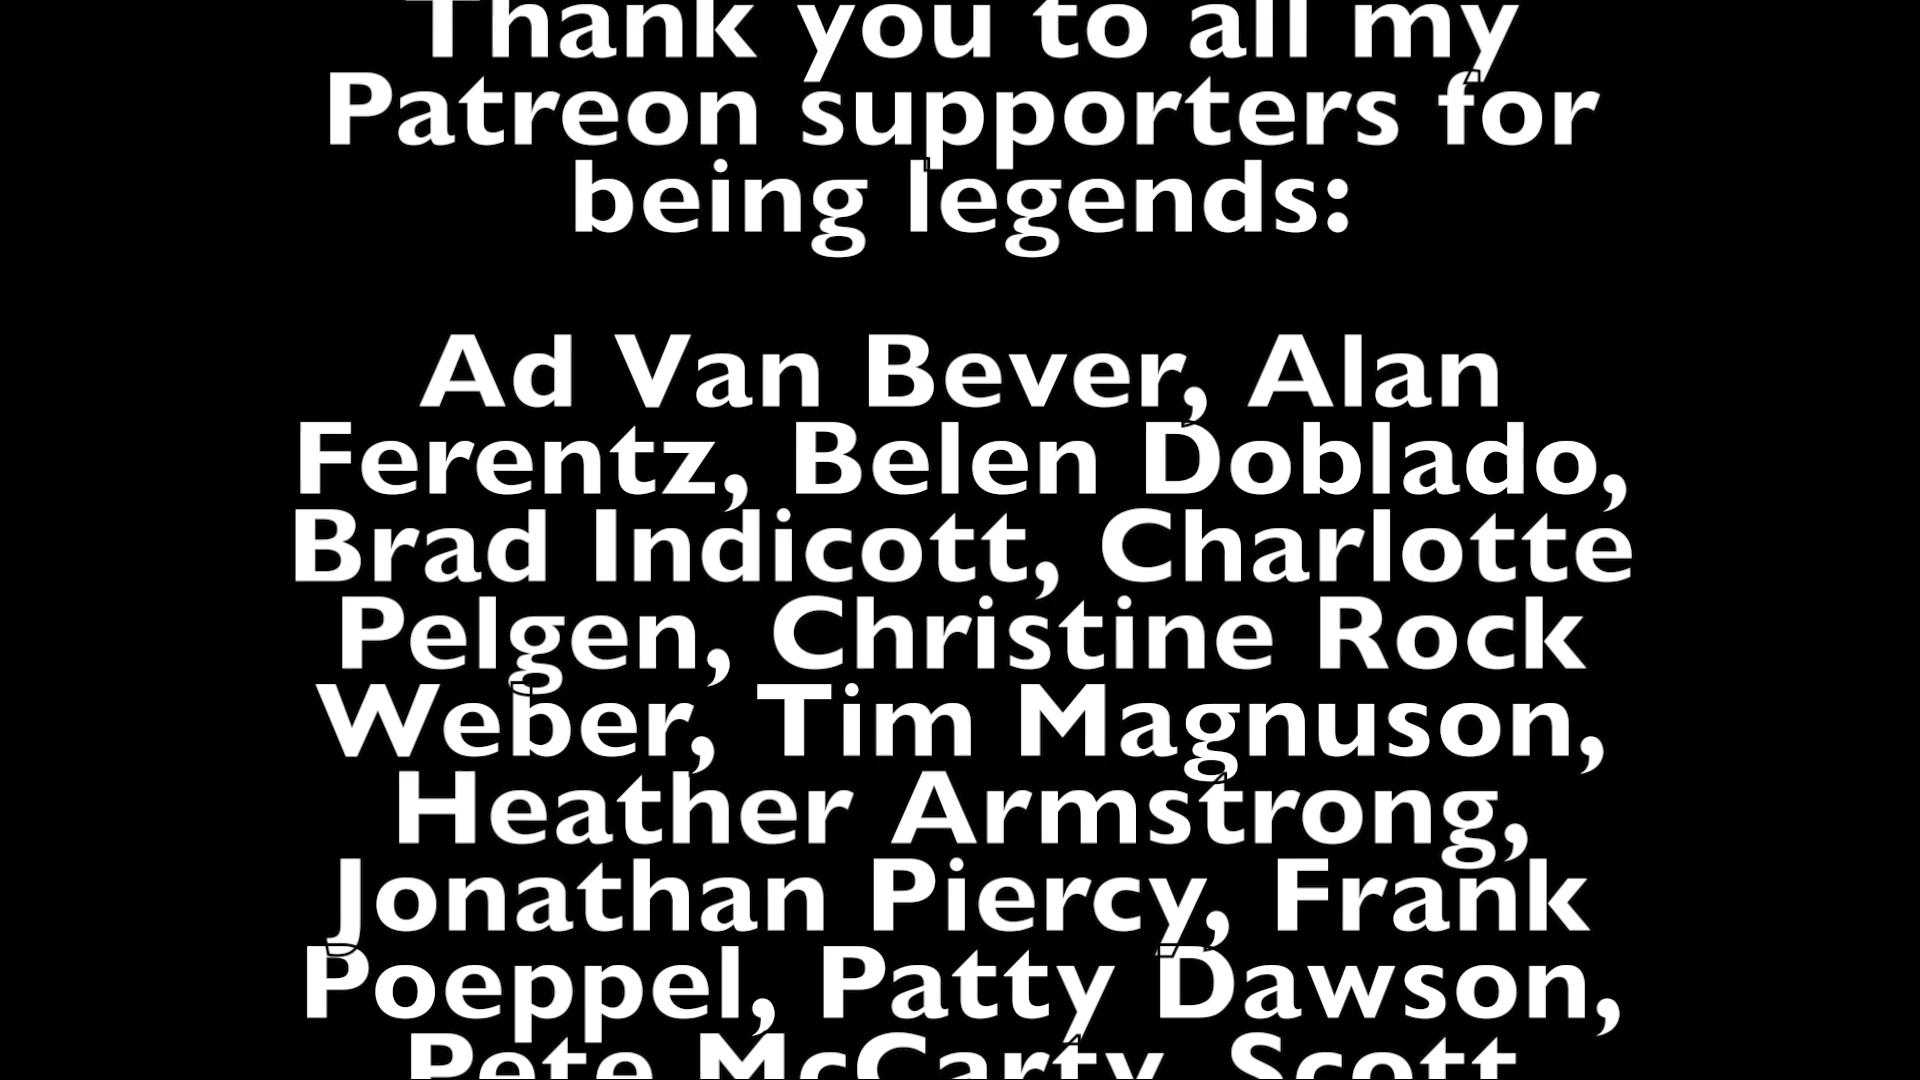 Thank you to all my
Patreon supporters for
being legends:
Ad Van Bever, Alan
Ferentz, Belen Doblado,
Brad Indicott, Charlotte
Pelgen, Christine Rock
Weber, Tim Magnuson,
Heather Armstrong,
Jonathan Piercy, Frank
Poeppel, Patty Dawson,
Pete McCarty, Scott